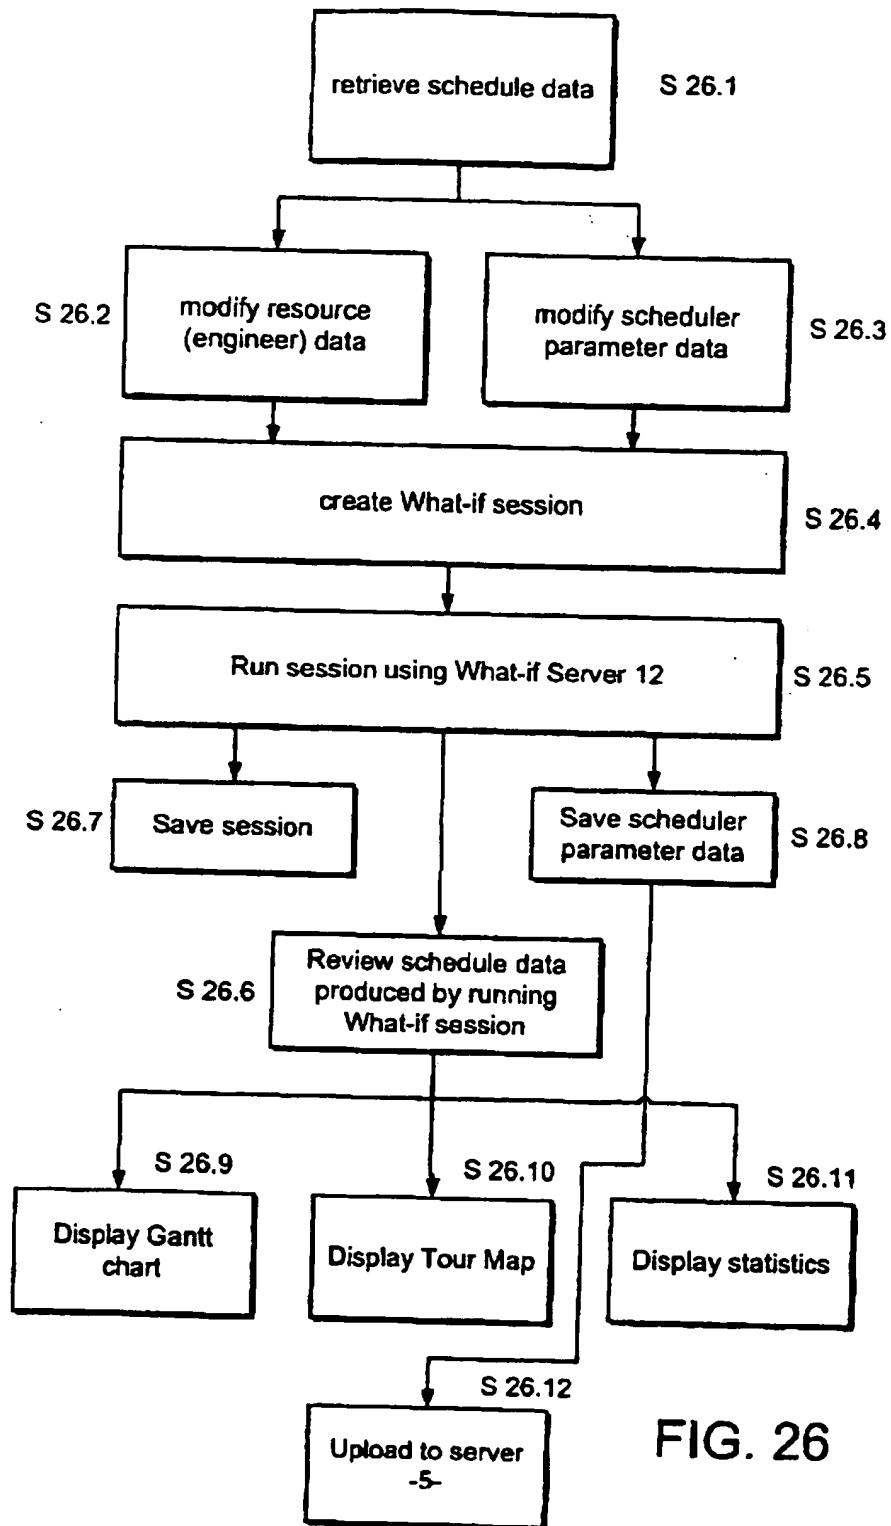 retrieve schedule data
S 26.1
S 26.2
modify resource
(engineer) data
modify scheduler
parameter data
S 26.3
create What-if session
S 26.4
Run session using What-if Server 12
S 26.5
S 26.7
Save session
Save scheduler
parameter data
S 26.8
S 26.6
Review schedule data
produced by running
What-if session
S 26.9
S 26.10
S 26.11
Display Gantt
chart
Display Tour Map
Display statistics
S 26.12
Upload to server
-5-
FIG. 26